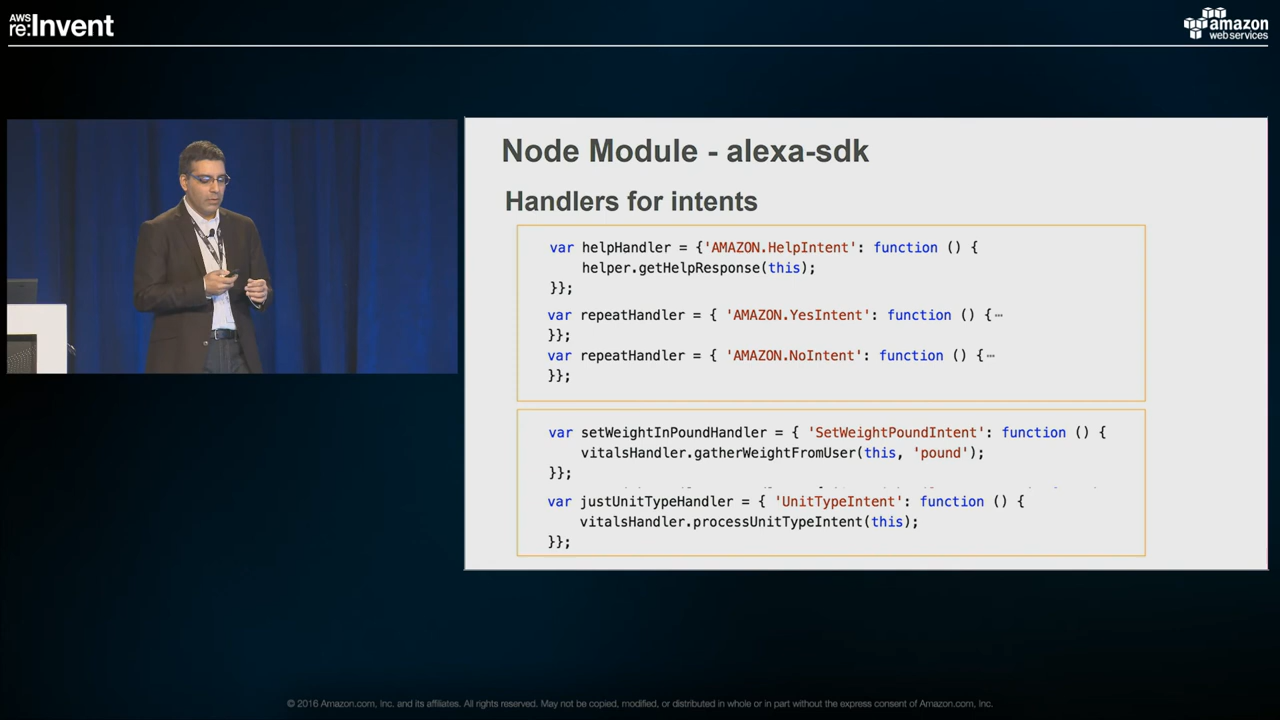 AWS
re:Invent
amazon
webservices
Node Module - alexa-sdk
Handlers for intents
var helpHandler = {'AMAZON.HelpIntent': function () {
helper.getHelpResponse(this);
}};
var repeatHandler = { 'AMAZON.YesIntent': function () {⋯
}};
var repeatHandler = { 'AMAZON.NoIntent': function () {⋯
}};
var setWeightInPoundHandler = { 'SetWeightPoundIntent': function () {
vitalsHandler.gatherWeightFromUser(this, 'pound');
}};
var justUnitTypeHandler = { 'UnitTypeIntent': function () {
vitalsHandler.processUnitTypeIntent(this);
}};
© 2016 Amazon.com, Inc. and its affiliates. All rights reserved. May not be copied, modified, or distributed in whole or in part without the express consent of Amazon.com, Inc.